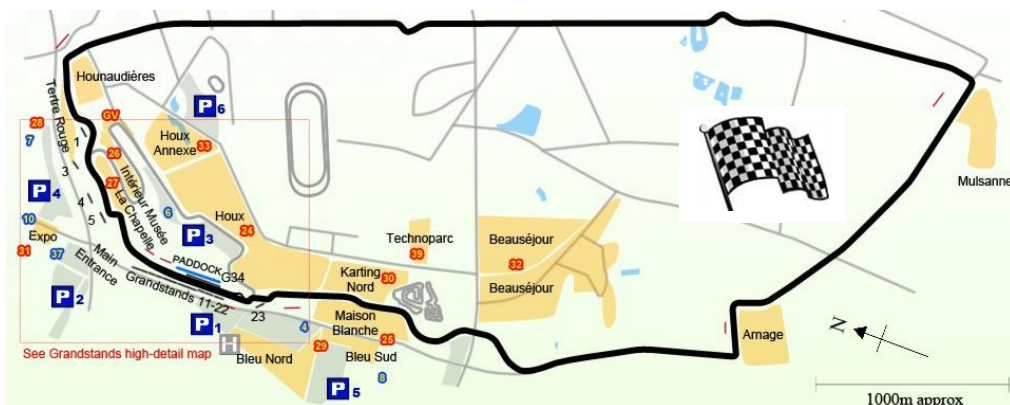 Hounaudières
Tertre Rouge
28
7
1
3
4
5
GV
26
27
Houx
Annexe
33
P 6
P 4
10
Expo
31
37
Intérieur Musée
La Chapelle
6
P 3
Houx
24
Main
Entrance
PADDOCK
G34
Grandstands 11-22
23
P 2
P 1
H
4
See Grandstands high-detail map
Bleu Nord
29
Karting
Nord
30
Technoparc
39
Maison
Blanche
25
Bleu Sud
8
P 5
Beauséjour
32
Beauséjour
Mulsanne
Arnage
N
1000m approx